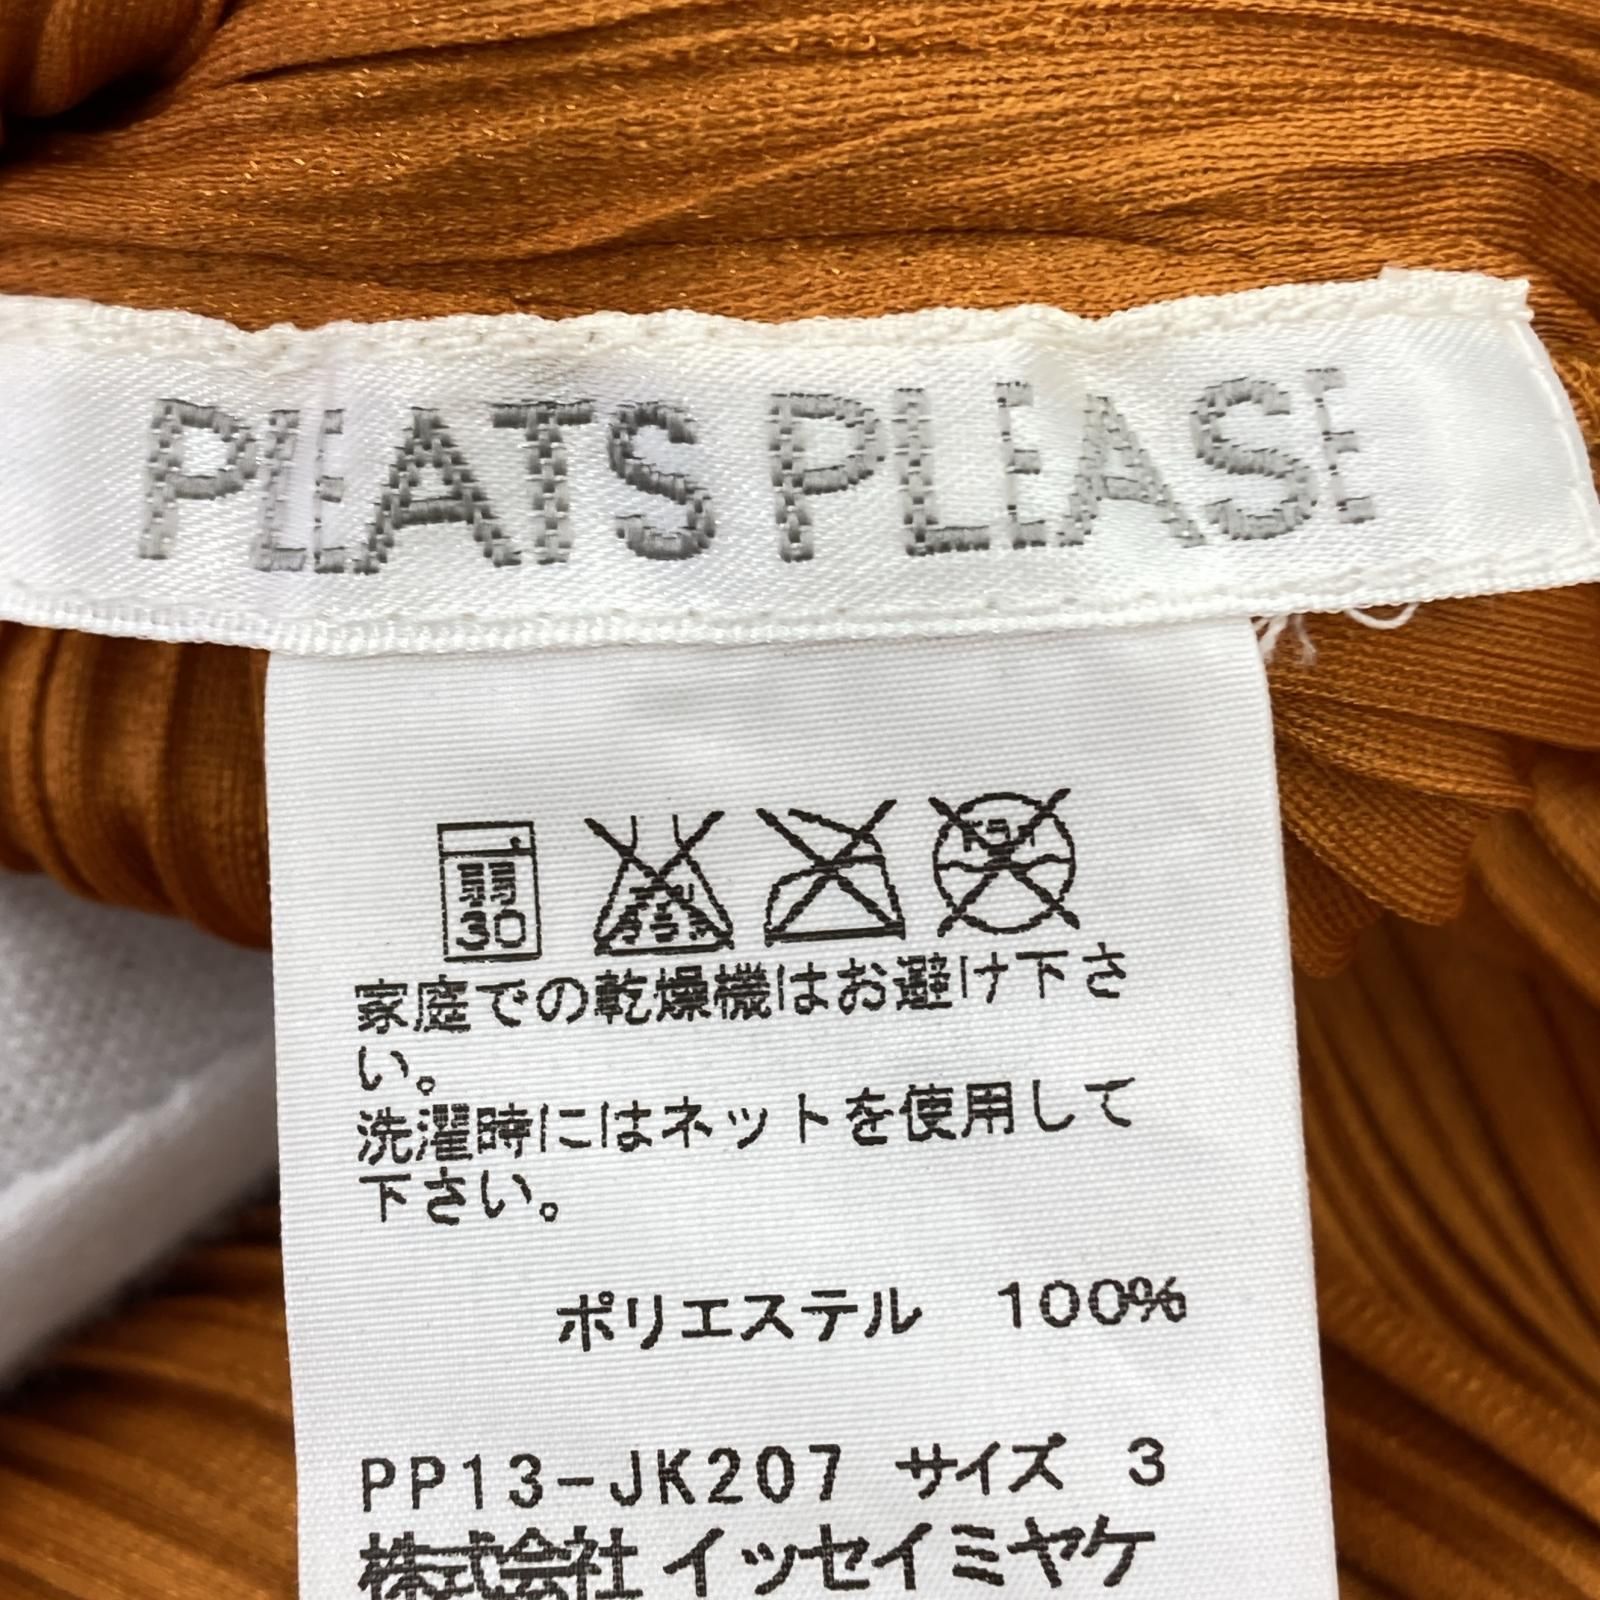 PLEATS PLEASE
30
家庭での乾燥機はお避け下さ
い。
洗濯時にはネットを使用して
下さい。
ポリエステル 100%
PP13-JK207 サイズ 3
株式会社 イッセイミヤケ